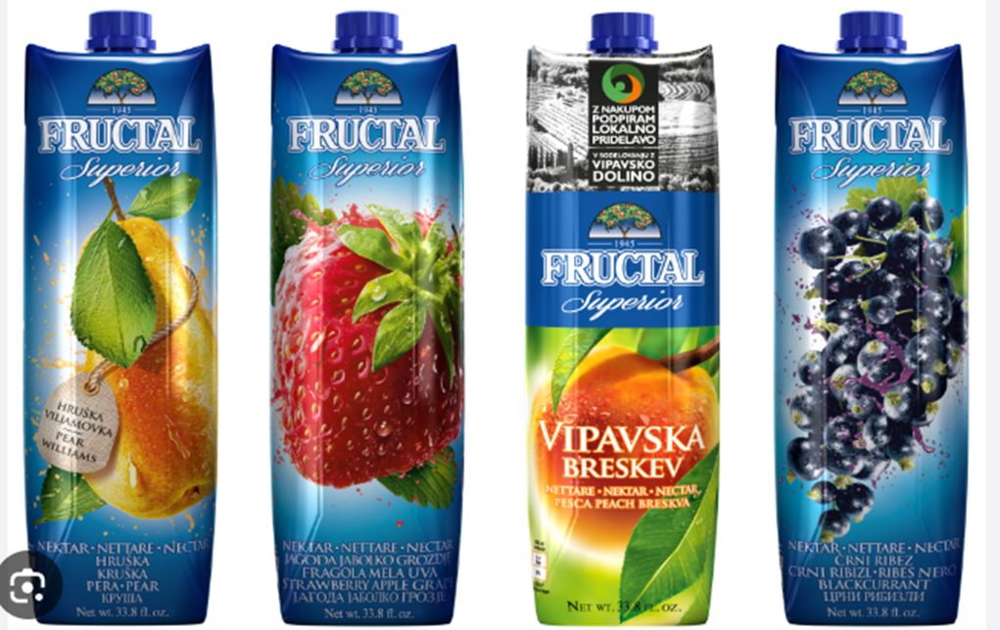 1945
FRUCTAL
Superior
HRUŠKA
VILJAMOVKA
PEAR
WILLIAMS
NEKTAR • NETTARE • NECTAR
HRUŠKA
KRUŠKA
PERA • PEAR
КРУША
Net wt. 33.8 fl. oz.
1945
FRUCTAL
Superior
NEKTAR • NETTARE • NECTAR
JAGODA JABOLKO GROZDJE
FRAGOLA MELA UVA
STRAWBERRY APPLE GRAPE
ЈАГОДА ЈАБОЛКО ГРОЗЈЕ
Net wt. 33.8 fl. oz.
Z NAKUPOM
PODPIRAM
LOKALNO
PRIDELAVO
V SODELOVANJU Z
VIPAVSKO
DOLINO
1945
FRUCTAL
Superior
VIPAVSKA
BRESKEV
NETTARE • NEKTAR • NECTAR
PESCA PEACH BRESKVA
Net wt. 33.8 fl. oz.
1945
FRUCTAL
Superior
NEKTAR • NETTARE • NECTAR
ČRNI RIBEZ
CRNI RIBIZL • RIBES NERO
BLACKCURRANT
ЦРНИ РИБИЗЛИ
Net wt. 33.8 fl. oz.